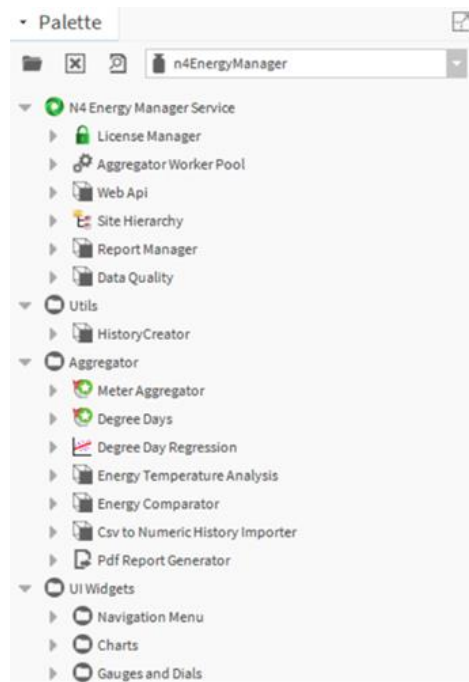 Palette
n4EnergyManager
N4 Energy Manager Service
License Manager
Aggregator Worker Pool
Web Api
Site Hierarchy
Report Manager
Data Quality
Utils
HistoryCreator
Aggregator
Meter Aggregator
Degree Days
Degree Day Regression
Energy Temperature Analysis
Energy Comparator
Csv to Numeric History Importer
Pdf Report Generator
UI Widgets
Navigation Menu
Charts
Gauges and Dials